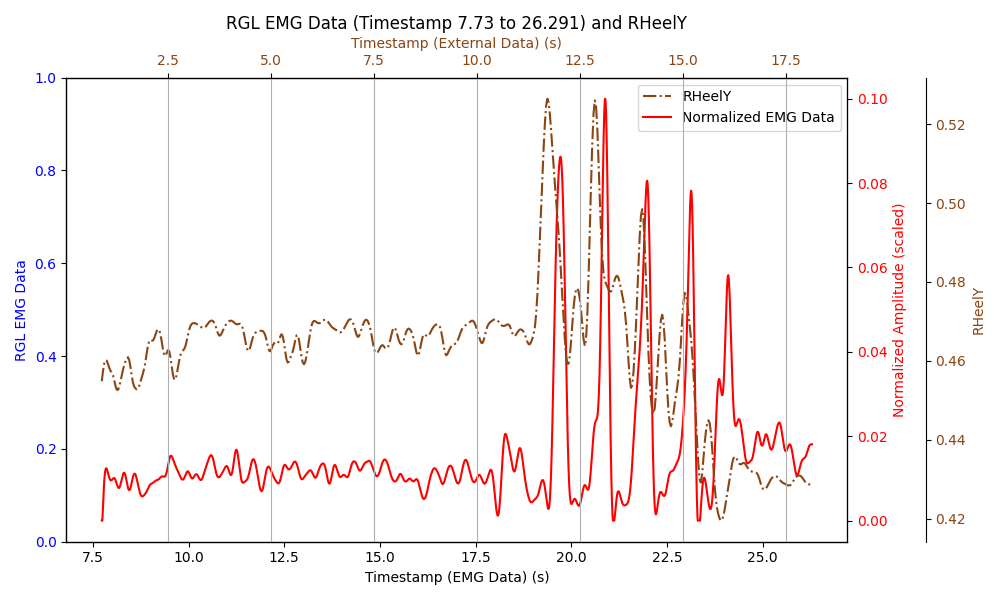 RGL EMG Data (Timestamp 7.73 to 26.291) and RHeelY
Timestamp (External Data) (s)
2.5 5.0 7.5 10.0 12.5 15.0 17.5
RHeelY
Normalized EMG Data
1.0
0.8
0.6
0.4
0.2
0.0
RGL EMG Data
0.10
0.08
0.06
0.04
0.02
0.00
Normalized Amplitude (scaled)
0.52
0.50
0.48
0.46
0.44
0.42
RHeelY
7.5 10.0 12.5 15.0 17.5 20.0 22.5 25.0
Timestamp (EMG Data) (s)